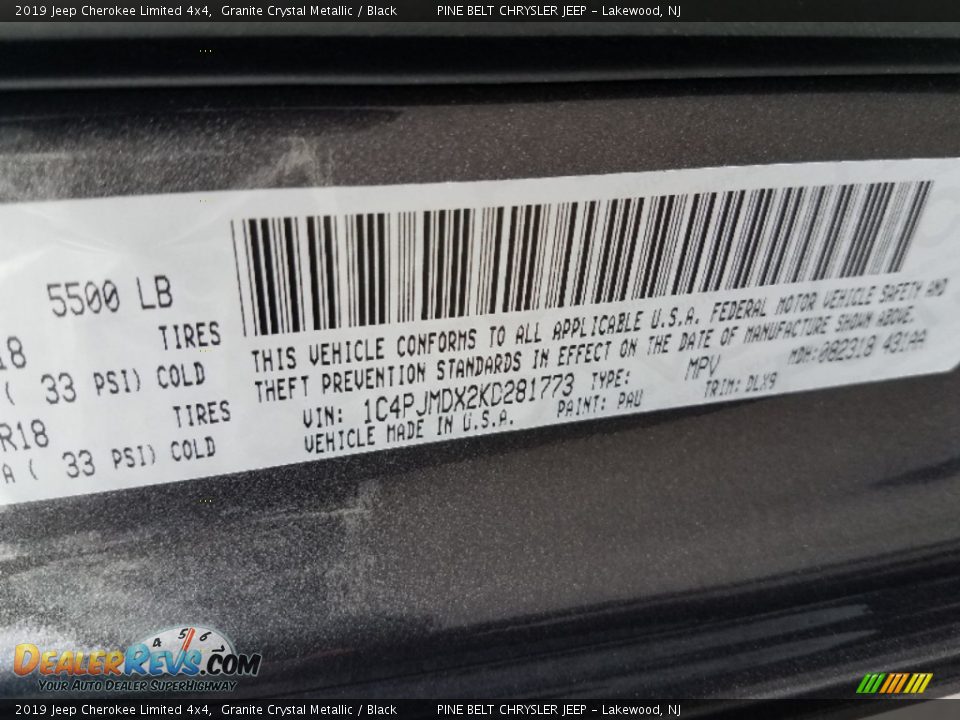 2019 Jeep Cherokee Limited 4x4, Granite Crystal Metallic / Black PINE BELT CHRYSLER JEEP - Lakewood, NJ
5500 LB
18 TIRES
( 33 PSI) COLD
R18 TIRES
A ( 33 PSI) COLD
THIS VEHICLE CONFORMS TO ALL APPLICABLE U.S.A. FEDERAL MOTOR VEHICLE SAFETY AND
THEFT PREVENTION STANDARDS IN EFFECT ON THE DATE OF MANUFACTURE SHOWN ABOVE.
VIN: 1C4PJMDX2KD281773 TYPE: MPV MDH:082318 431AA
VEHICLE MADE IN U.S.A. PAINT: PAU TRIM: DLX9
4 5 6
DEALERREVS.COM
YOUR AUTO DEALER SUPERHIGHWAY
2019 Jeep Cherokee Limited 4x4, Granite Crystal Metallic / Black PINE BELT CHRYSLER JEEP - Lakewood, NJ